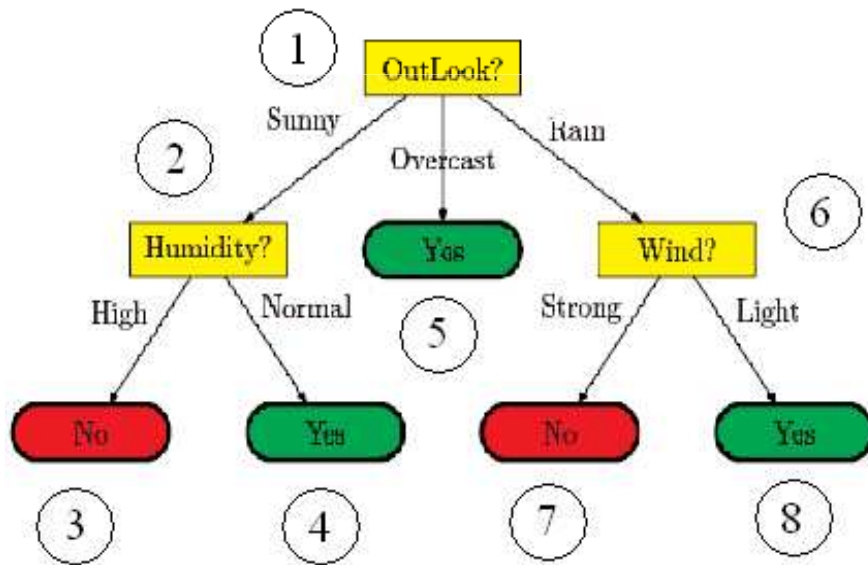 1
OutLook?
Sunny
Overcast
Rain
2
6
Humidity?
Yes
Wind?
High
Normal
5
Strong
Light
No
Yes
No
Yes
3
4
7
8